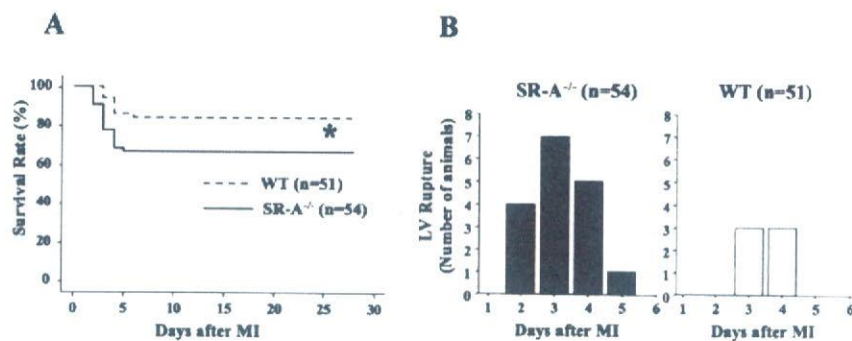 A
100
80
60
40
20
0
Survival Rate (%)
*
WT (n=51)
SR-A-/- (n=54)
0 5 10 15 20 25 30
Days after MI
B
SR-A-/- (n=54)
8
7
6
5
4
3
2
1
0
LV Rupture
(Number of animals)
1 2 3 4 5 6
Days after MI
WT (n=51)
8
7
6
5
4
3
2
1
0
1 2 3 4 5 6
Days after MI